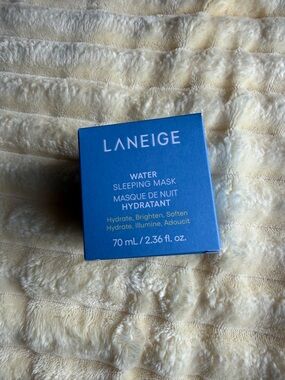 LANEIGE
WATER
SLEEPING MASK
MASQUE DE NUIT
HYDRATANT
Hydrate, Brighten, Soften
Hydrate, Illumine, Adoucit
70 mL / 2.36 fl. oz.